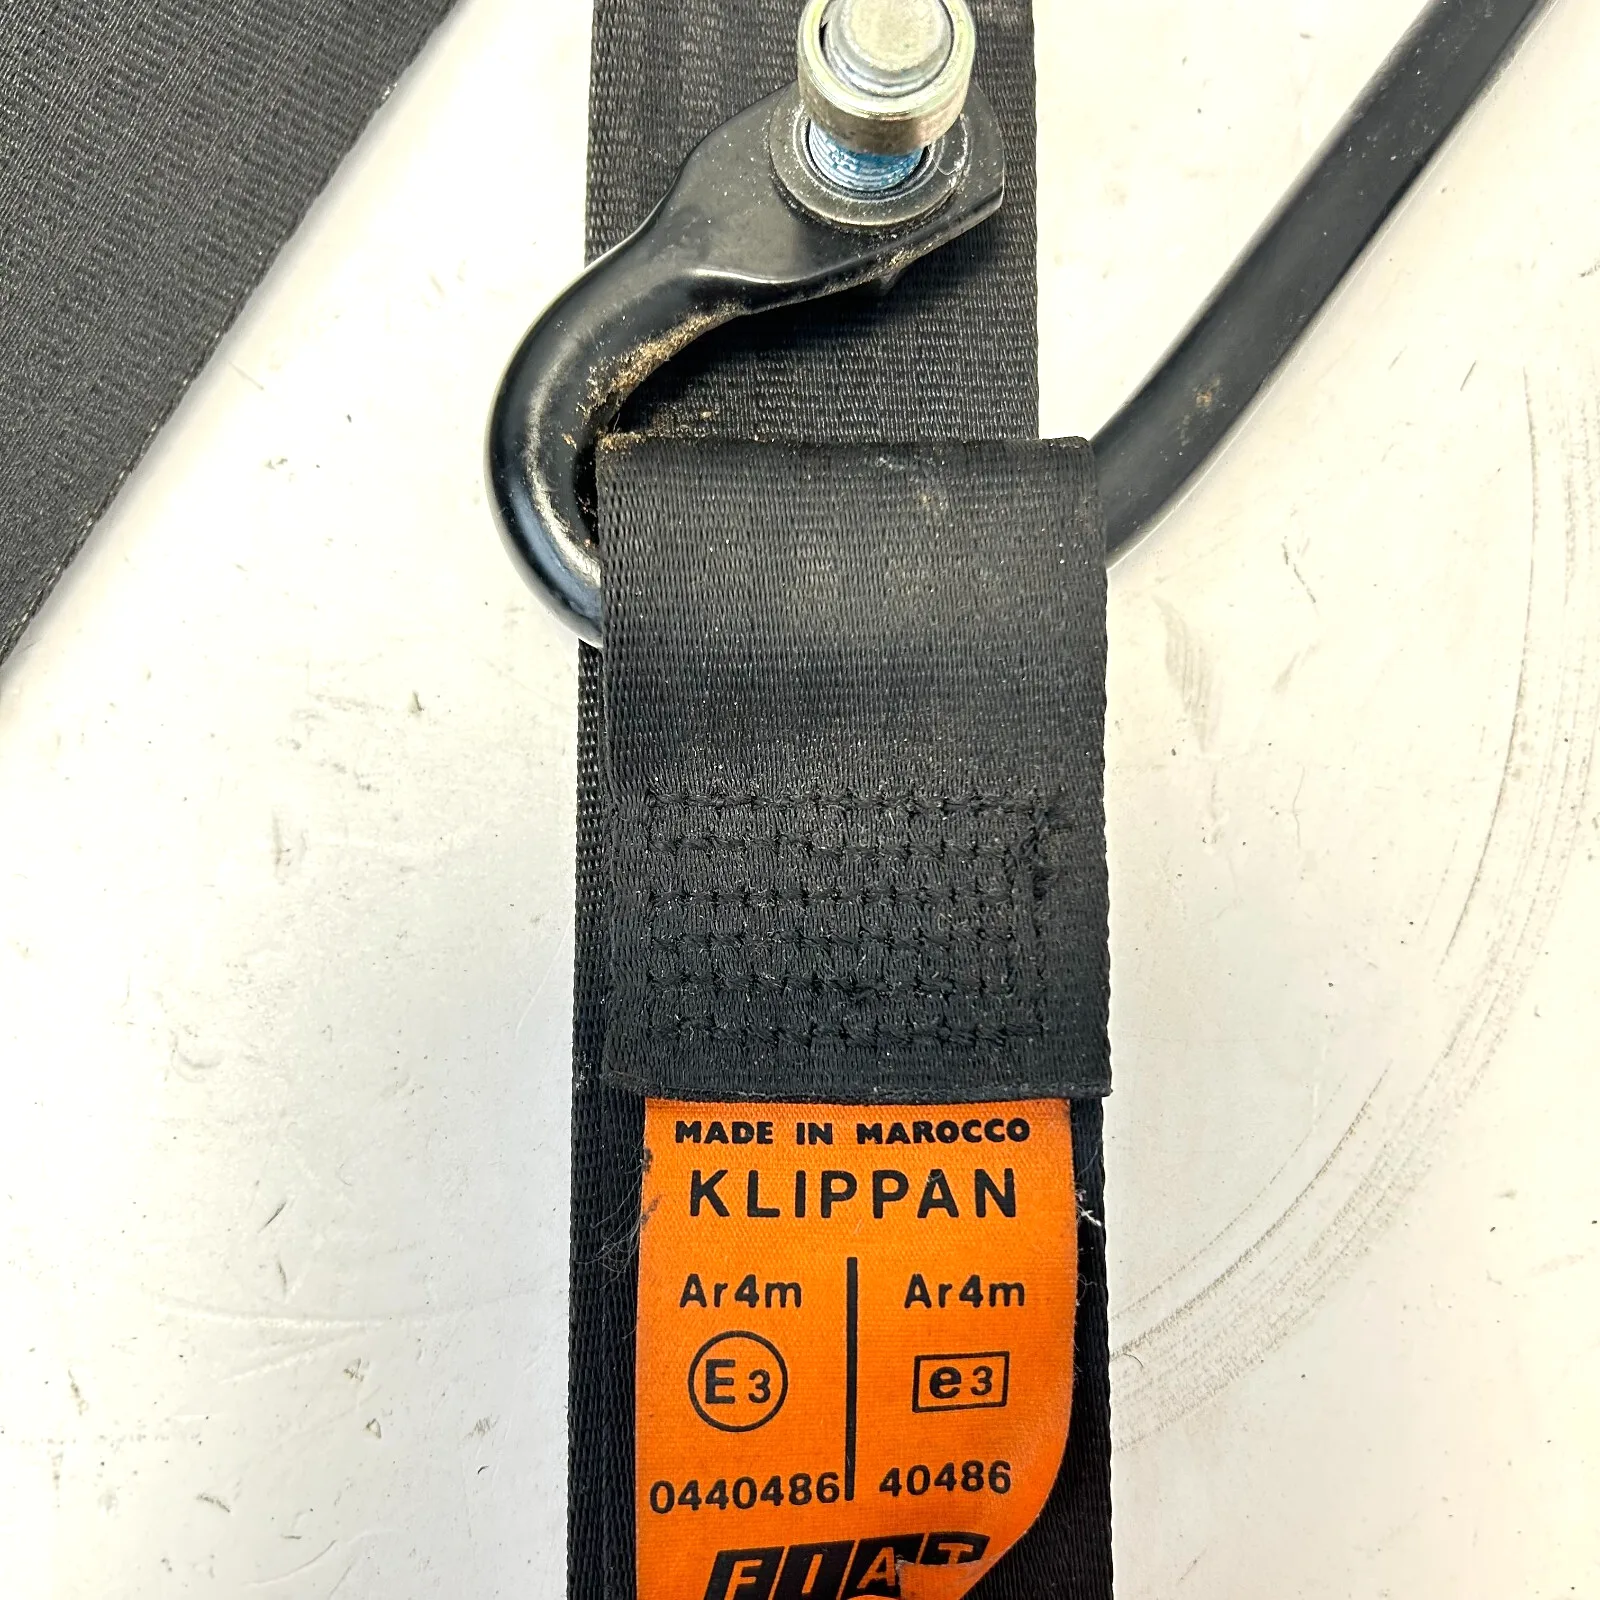 MADE IN MAROCCO
KLIPPAN
Ar4m Ar4m
E3 e3
0440486 40486
FIAT